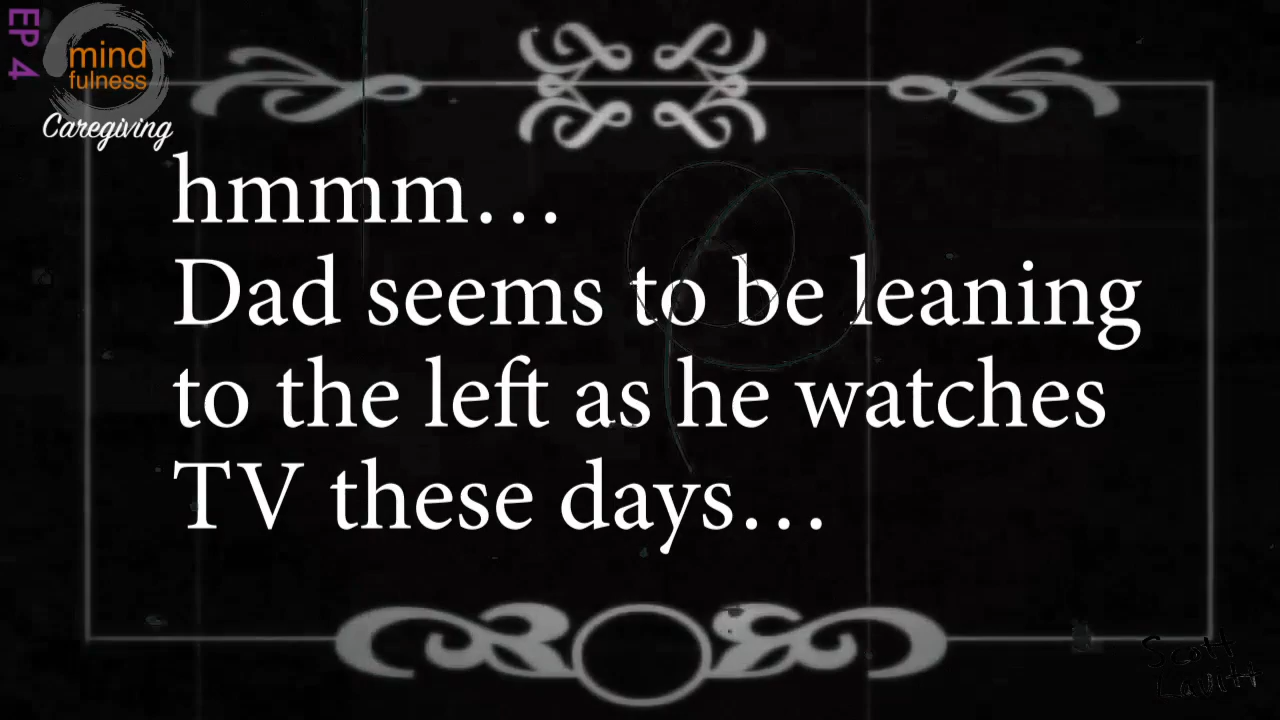 EP 4
mind
fulness
Caregiving
hmmm…
Dad seems to be leaning
to the left as he watches
TV these days…
Scott
Lavitt